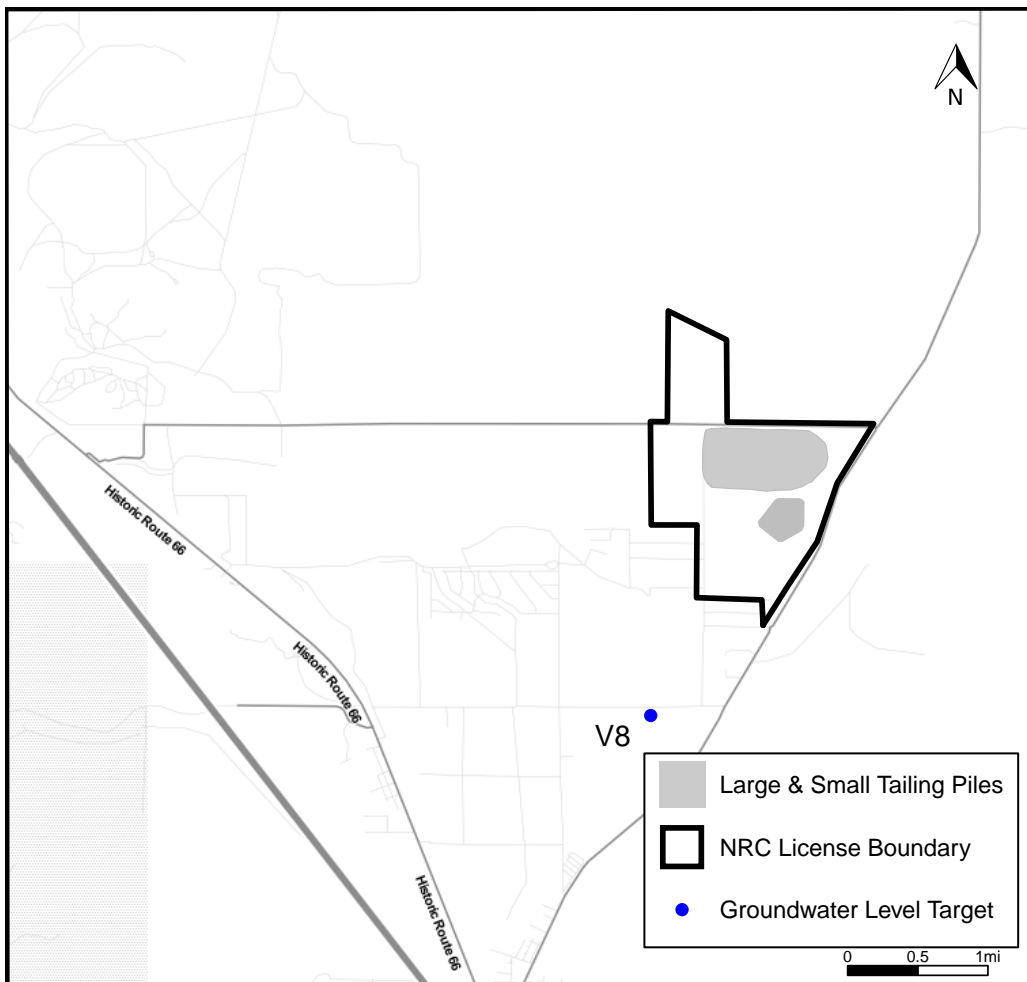 N
Historic Route 66
Historic Route 66
V8
Large & Small Tailing Piles
NRC License Boundary
Groundwater Level Target
Historic Route 66
0 0.5 1mi